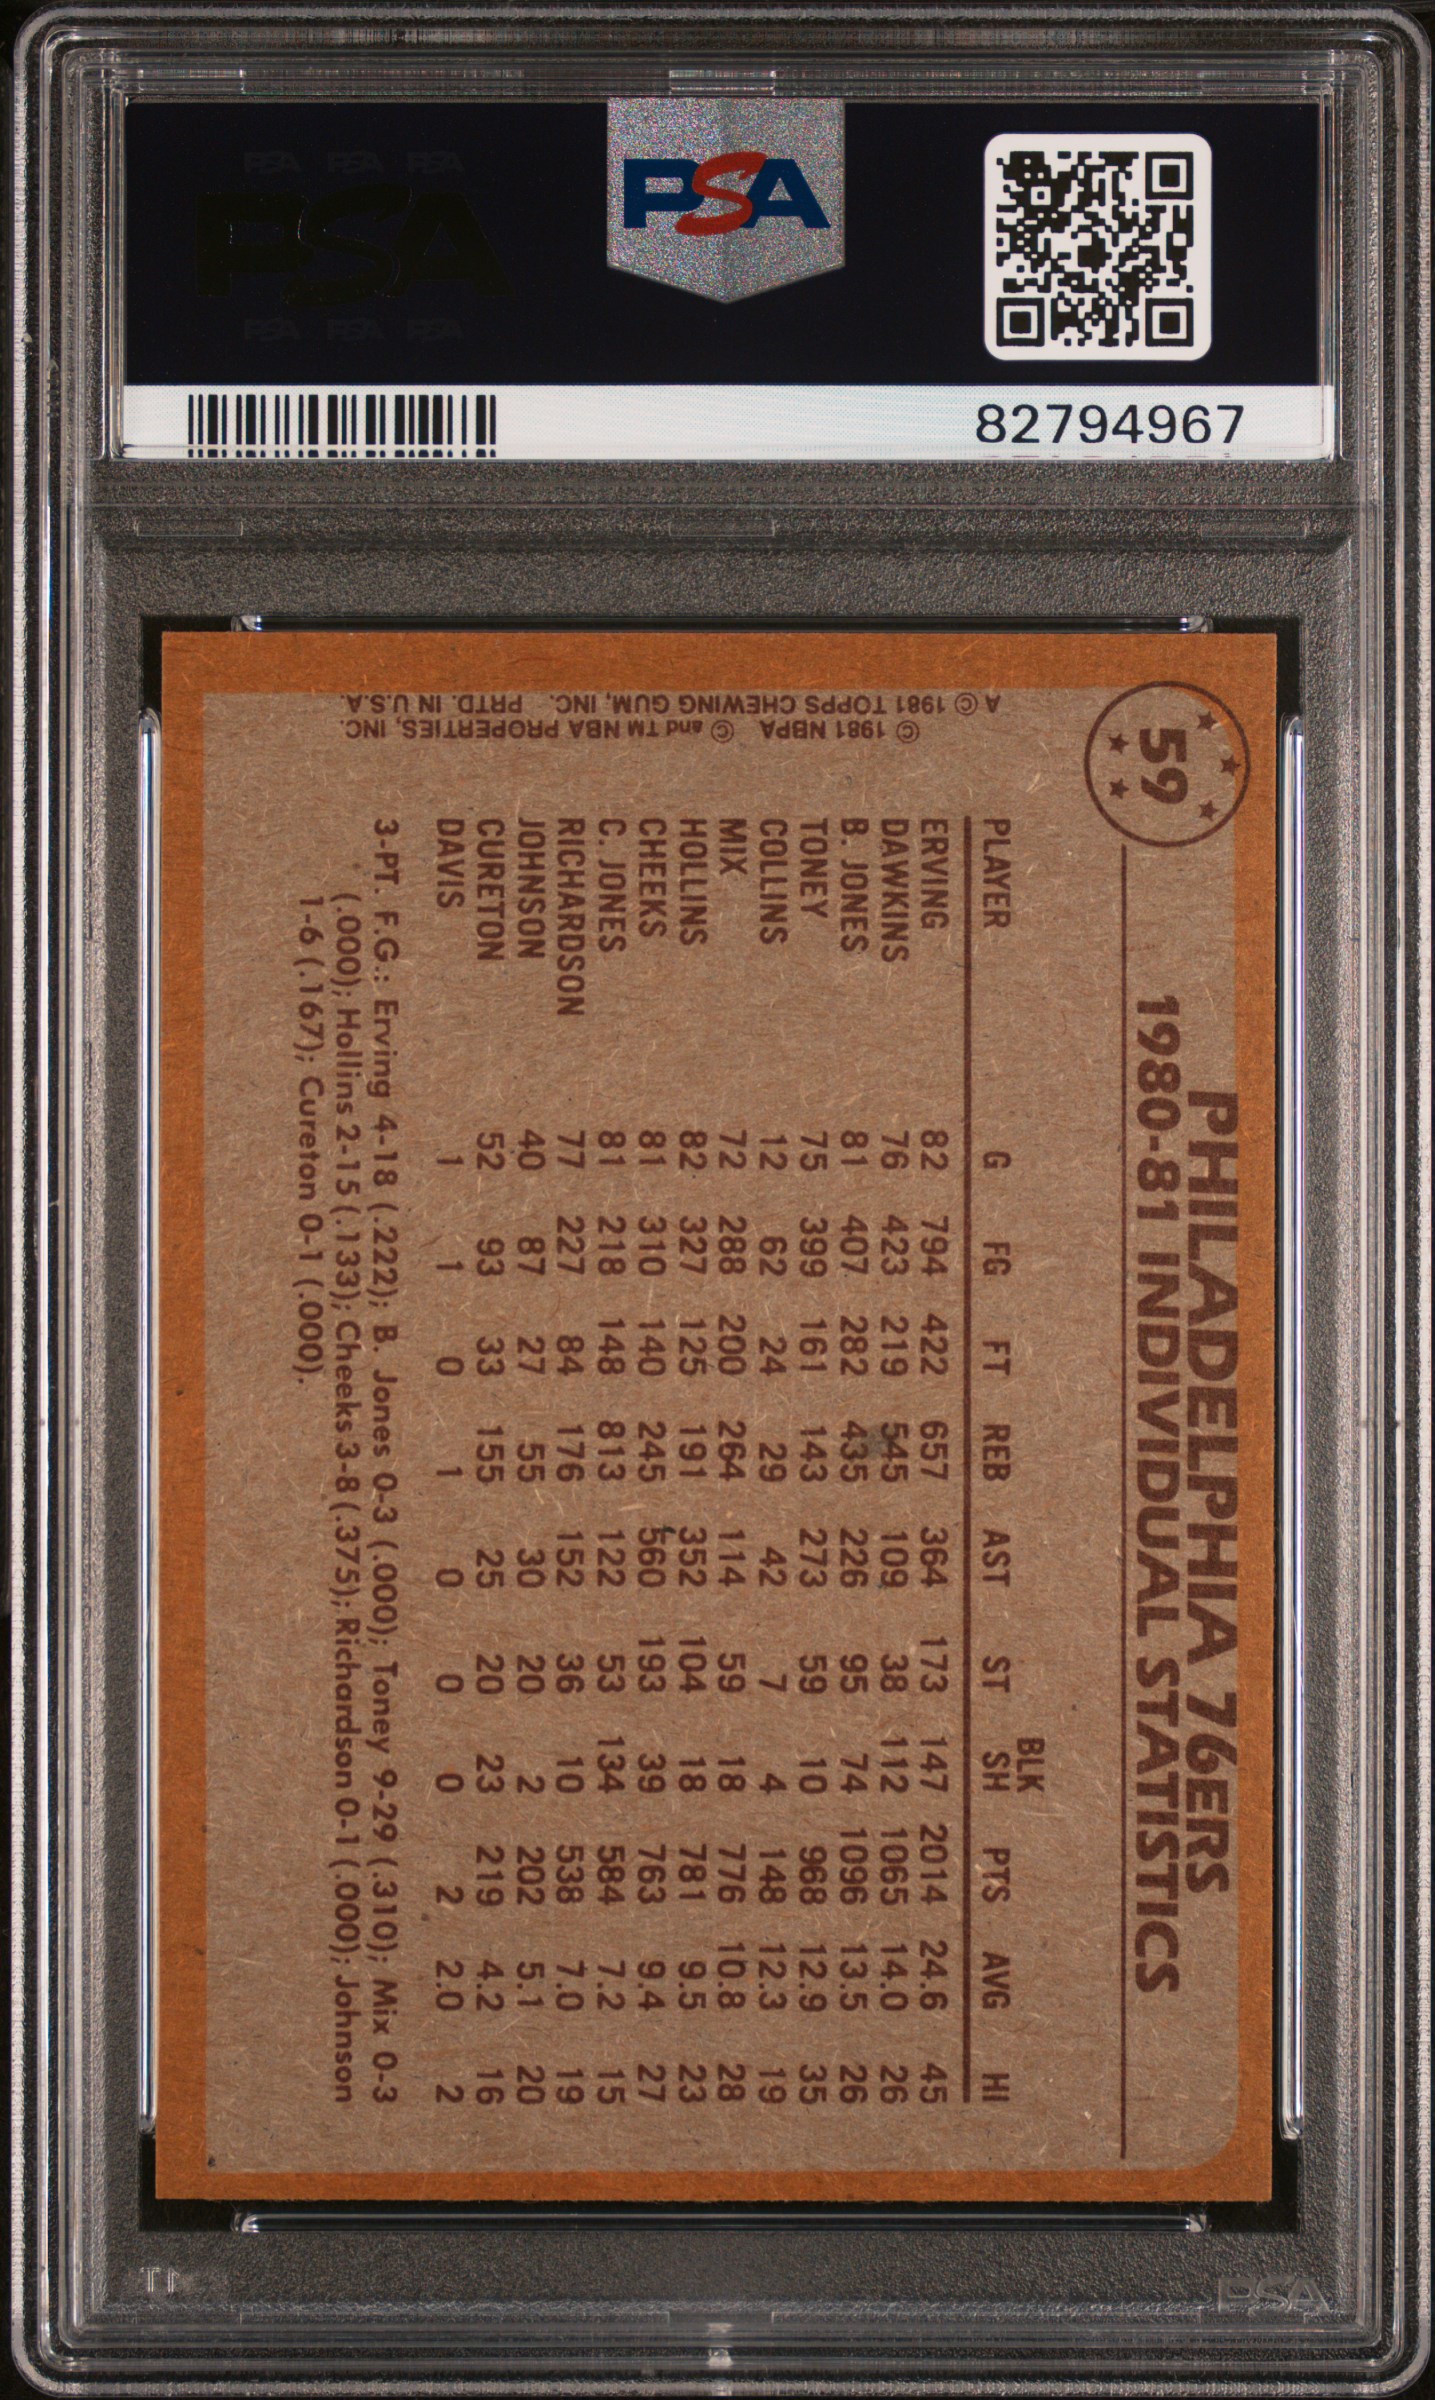 PSA PSA PSA
PSA
PSA PSA PSA
PSA
82794967
59
PHILADELPHIA 76ERS
1980-81 INDIVIDUAL STATISTICS
BLK
PLAYER G FG FT REB AST ST SH PTS AVG HI
ERVING 82 794 422 657 364 173 147 2014 24.6 45
DAWKINS 76 423 219 545 109 38 112 1065 14.0 26
B. JONES 81 407 282 435 226 95 74 1096 13.5 26
TONEY 75 399 161 143 273 59 10 968 12.9 35
COLLINS 12 62 24 29 42 7 4 148 12.3 19
MIX 72 288 200 264 114 59 18 776 10.8 28
HOLLINS 82 327 125 191 352 104 18 781 9.5 23
CHEEKS 81 310 140 245 560 193 39 763 9.4 27
C. JONES 81 218 148 813 122 53 134 584 7.2 15
RICHARDSON 77 227 84 176 152 36 10 538 7.0 19
JOHNSON 40 87 27 55 30 20 2 202 5.1 20
CURETON 52 93 33 155 25 20 23 219 4.2 16
DAVIS 1 1 0 1 0 0 0 2 2.0 2
3-PT. F.G.: Erving 4-18 (.222); B. Jones 0-3 (.000); Toney 9-29 (.310); Mix 0-3
(.000); Hollins 2-15 (.133); Cheeks 3-8 (.375); Richardson 0-1 (.000); Johnson
1-6 (.167); Cureton 0-1 (.000).
© 1981 NBPA © and TM NBA PROPERTIES, INC.
A © 1981 TOPPS CHEWING GUM, INC. PRTD. IN U.S.A.
PSA